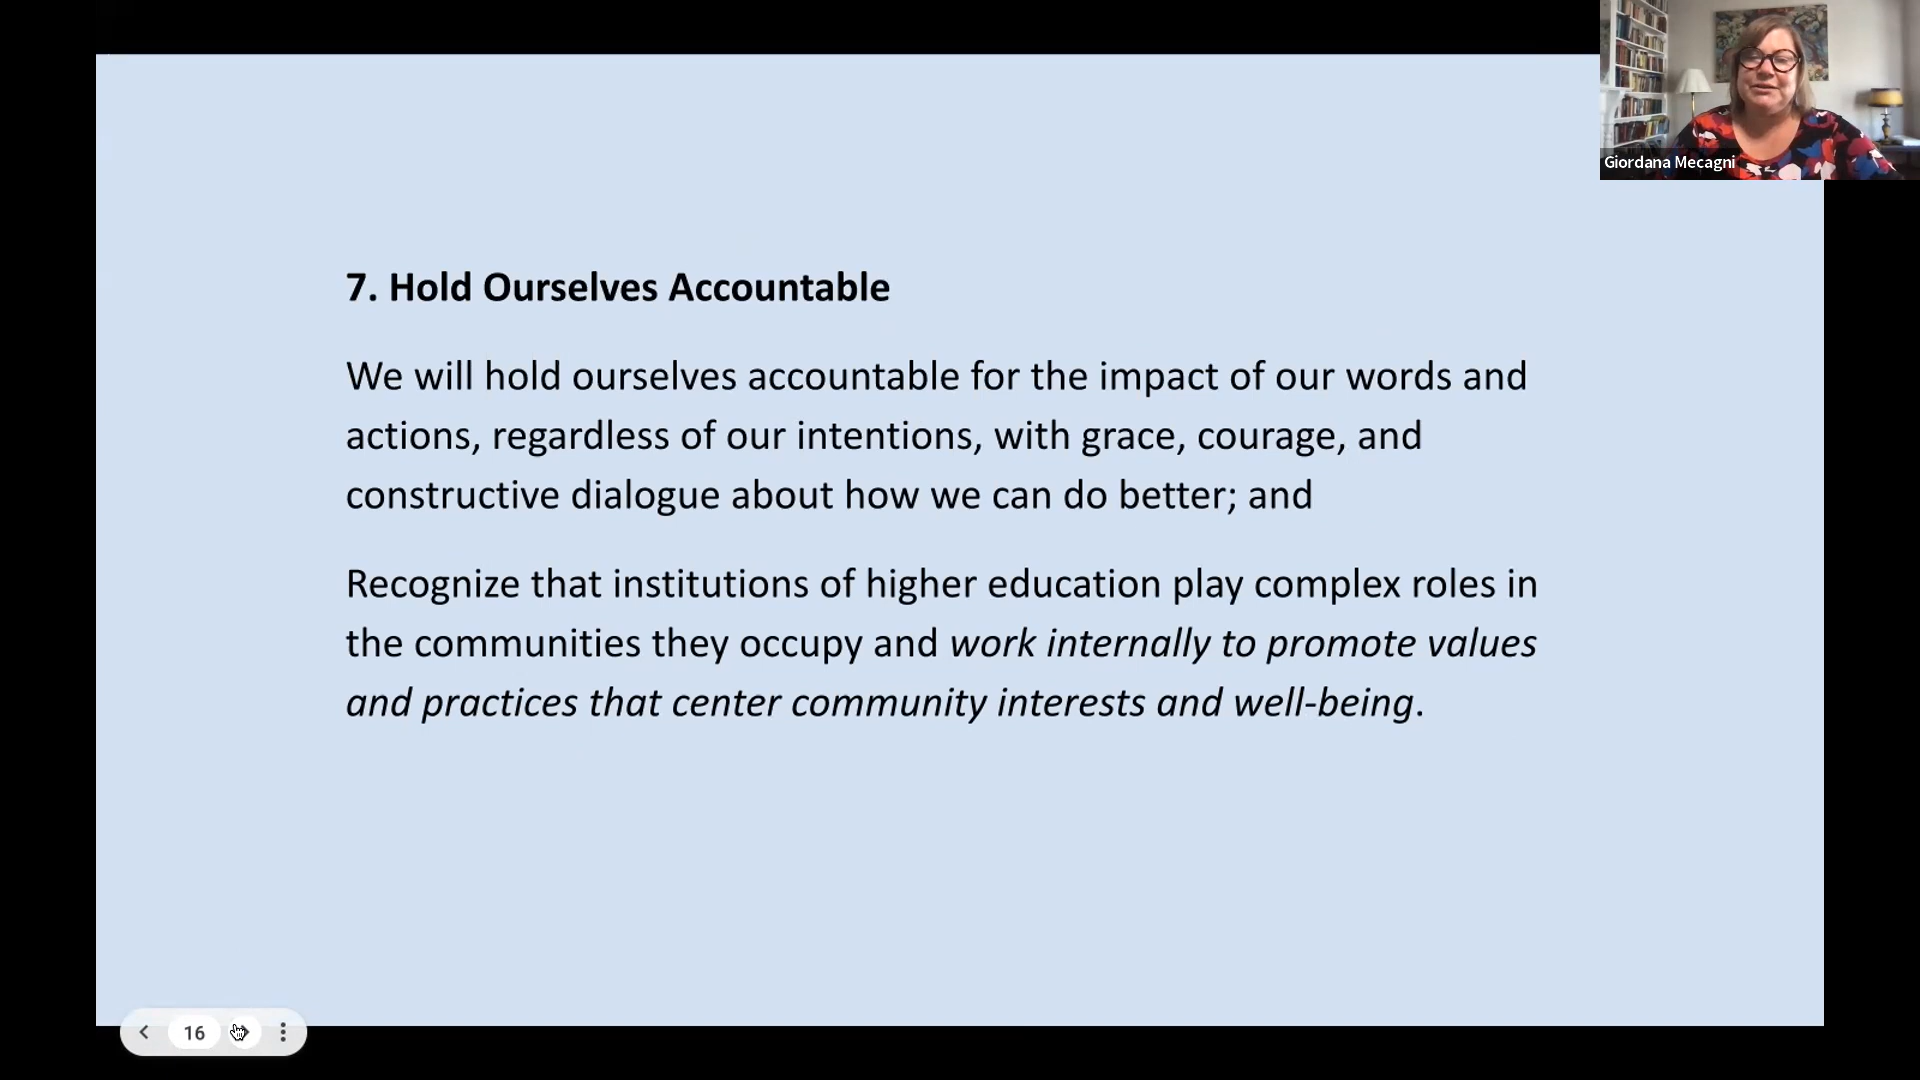 Giordana Mecagni
7. Hold Ourselves Accountable
We will hold ourselves accountable for the impact of our words and
actions, regardless of our intentions, with grace, courage, and
constructive dialogue about how we can do better; and
Recognize that institutions of higher education play complex roles in
the communities they occupy and work internally to promote values
and practices that center community interests and well-being.
16